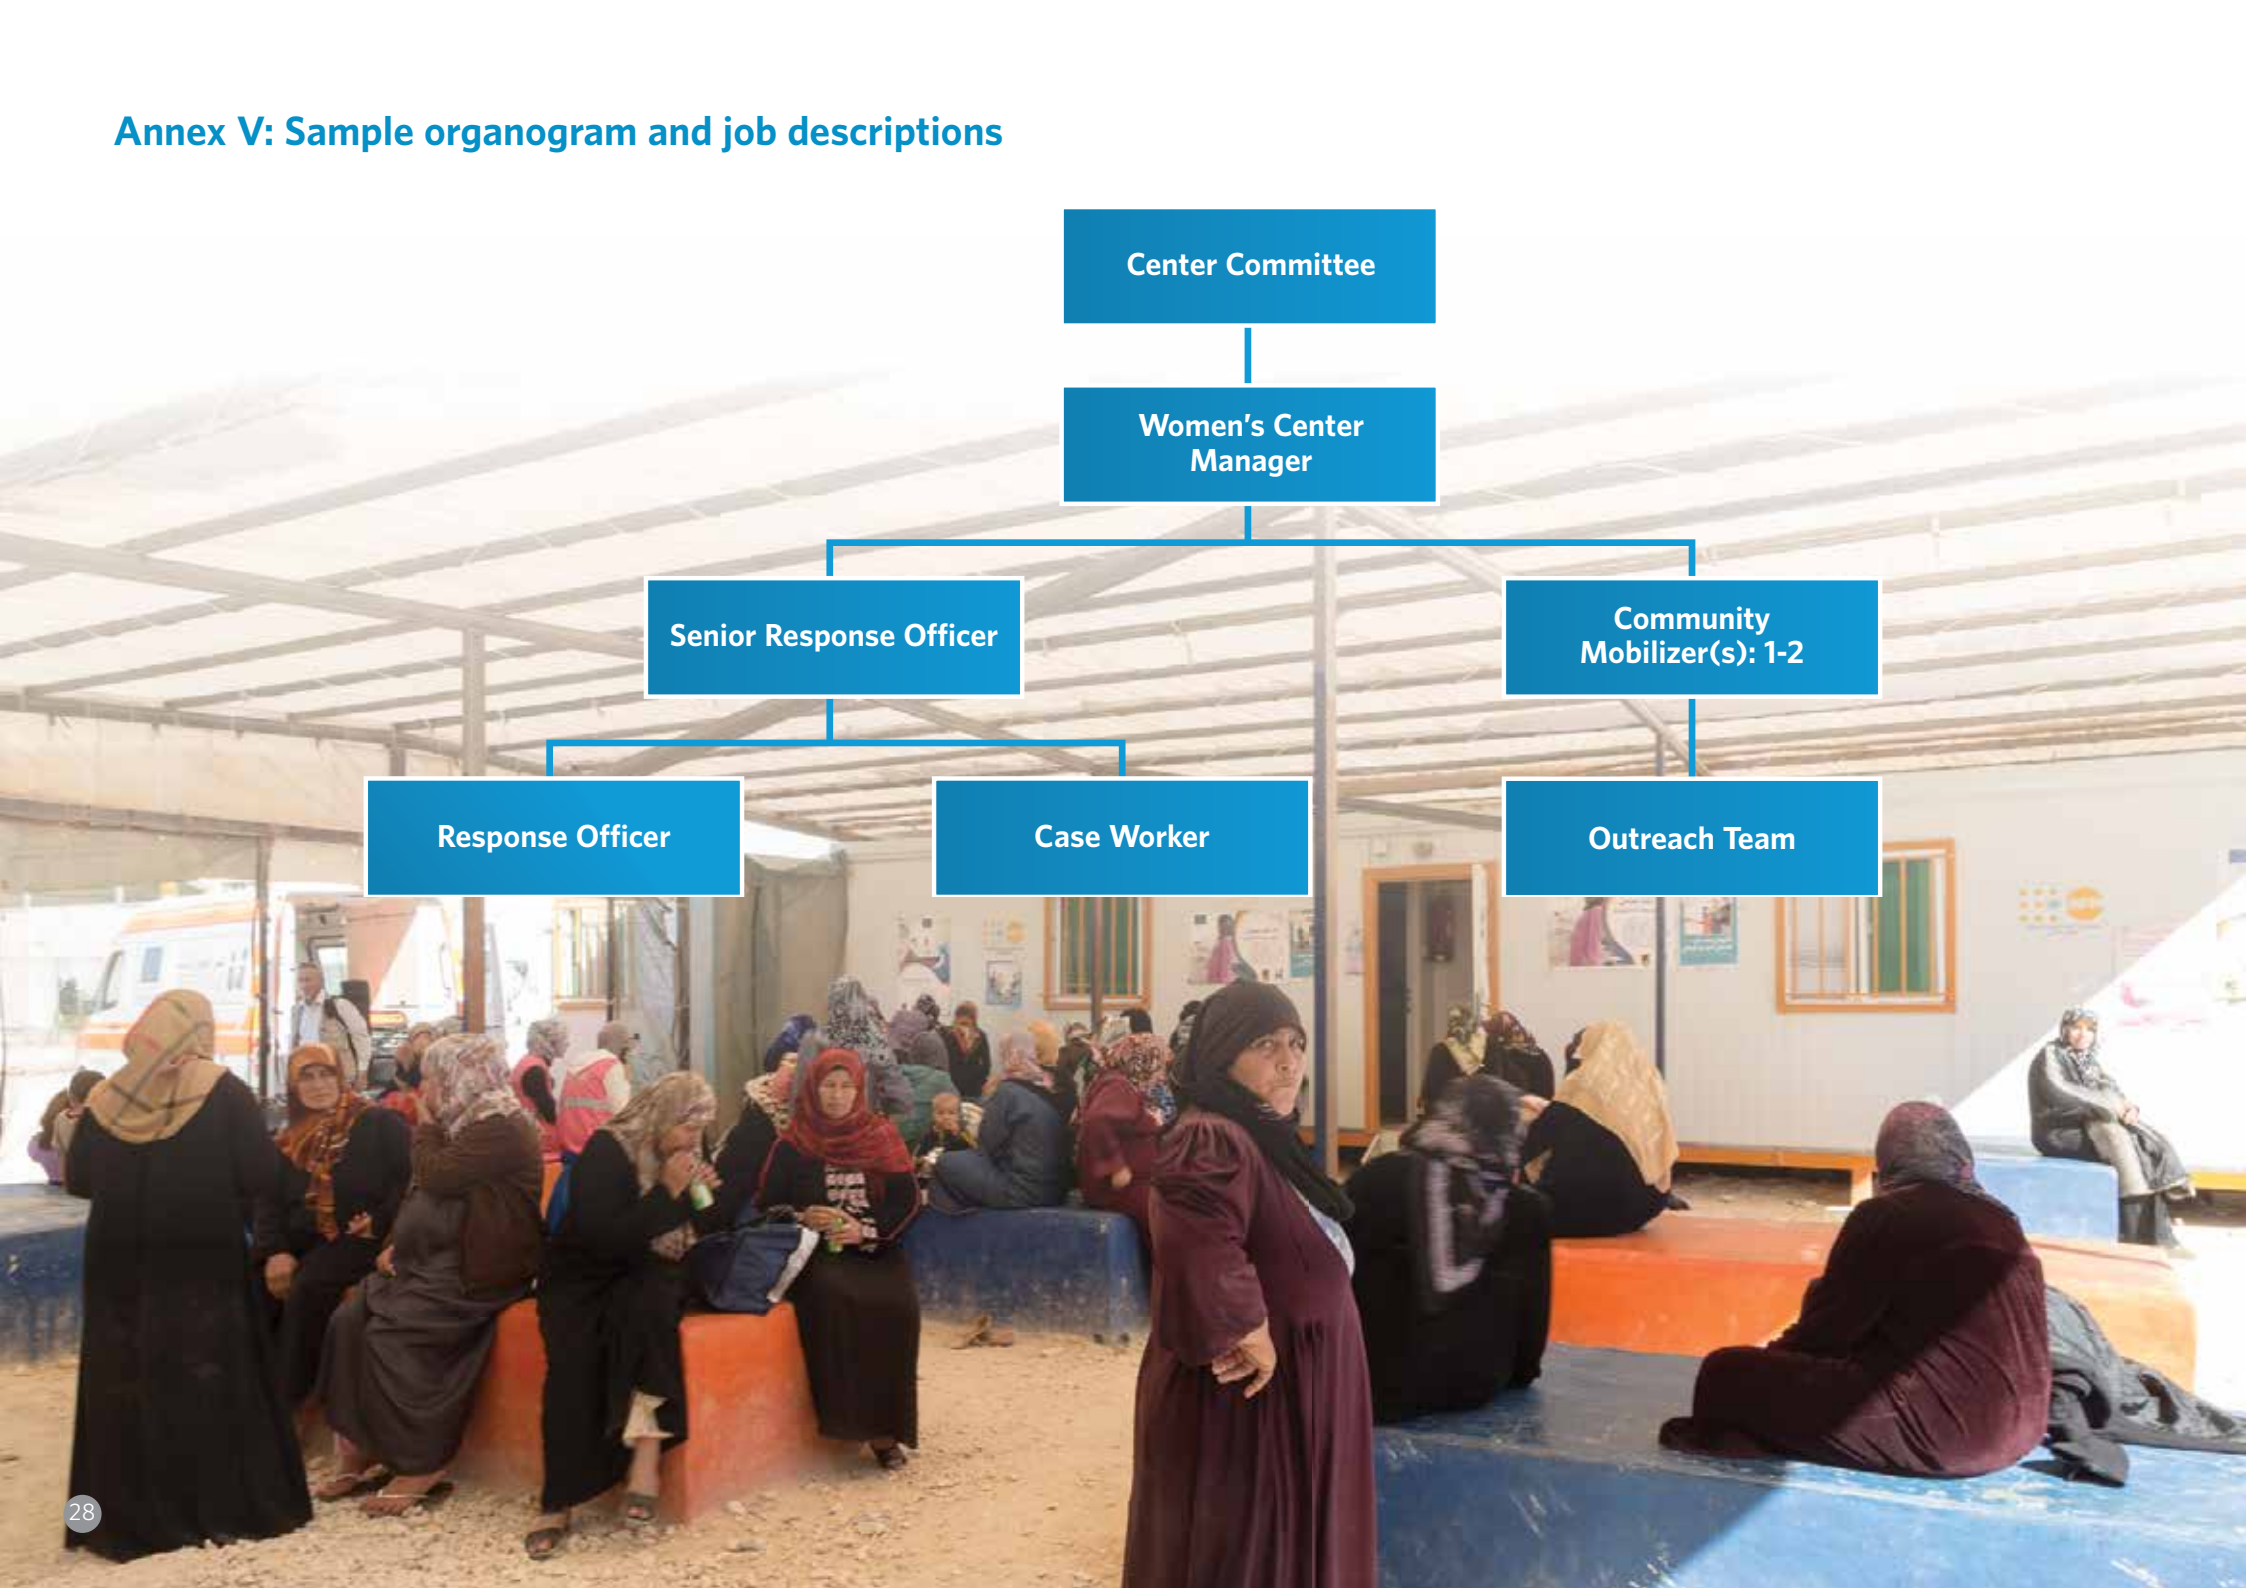 Annex V: Sample organogram and job descriptions
Center Committee
Women's Center
Manager
Senior Response Officer
Community
Mobilizer(s): 1-2
Response Officer
Case Worker
Outreach Team
28